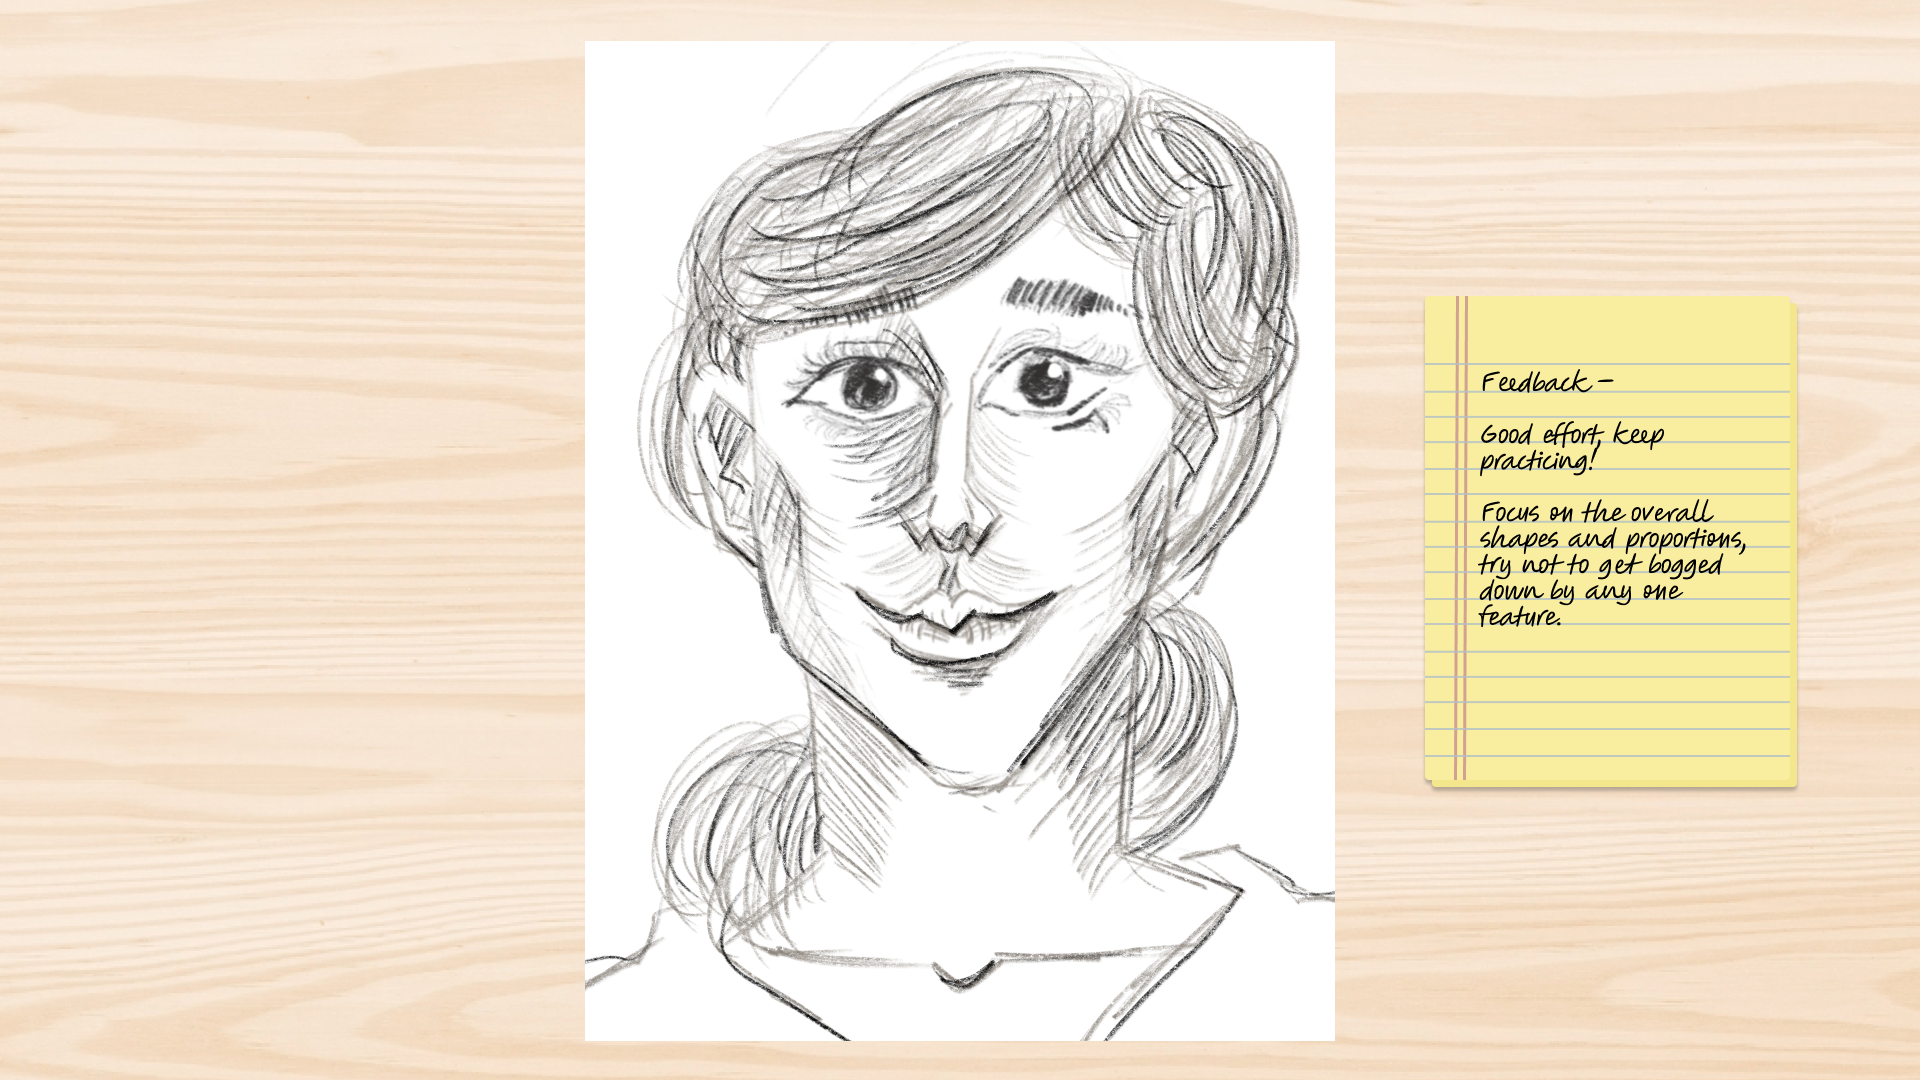 Feedback –
Good effort, keep
practicing!
Focus on the overall
shapes and proportions,
try not to get bogged
down by any one
feature.